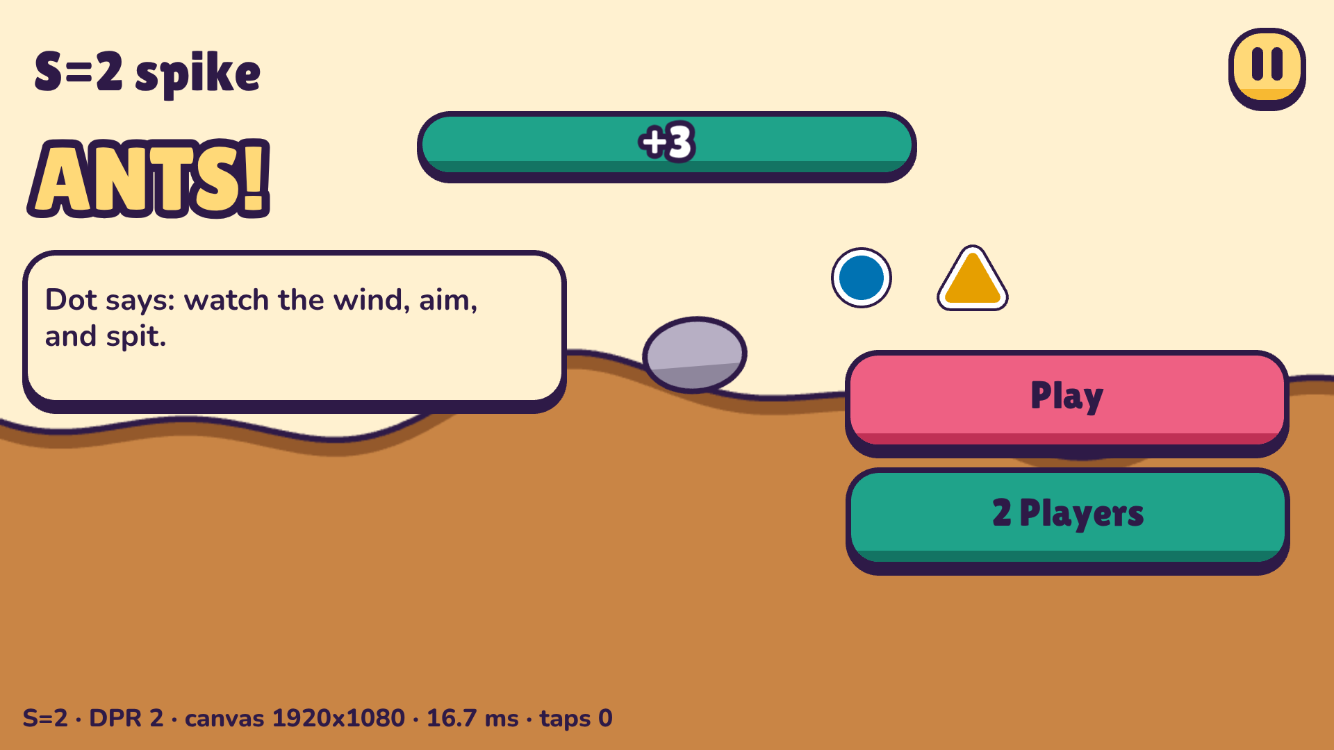 S=2 spike
+3
ANTS!
Dot says: watch the wind, aim,
and spit.
Play
2 Players
S=2 · DPR 2 · canvas 1920x1080 · 16.7 ms · taps 0